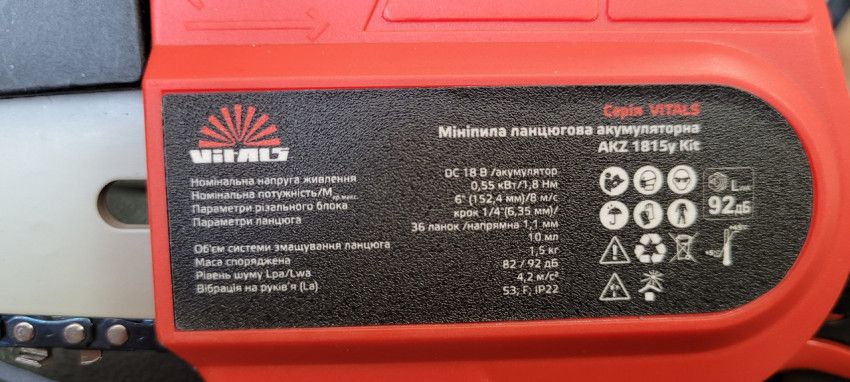 Серія VITALS
Мініпила ланцюгова акумуляторна
AKZ 1815y Kit
VITALS
Номінальна напруга живлення DC 18 В /акумулятор
Номінальна потужність/Мкр.макс. 0,55 кВт/1,8 Нм
Параметри різального блока 6" (152,4 мм)/8 м/с
Параметри ланцюга крок 1/4" (6,35 мм)/
36 ланок /напрямна 1,1 мм
Об'єм системи змащування ланцюга 10 мл
Маса споряджена 1,5 кг
Рівень шуму Lpa/Lwa 82 / 92 дБ
Вібрація на руків'я (La) 4,2 м/с²
S3; F; IP22
92дБ